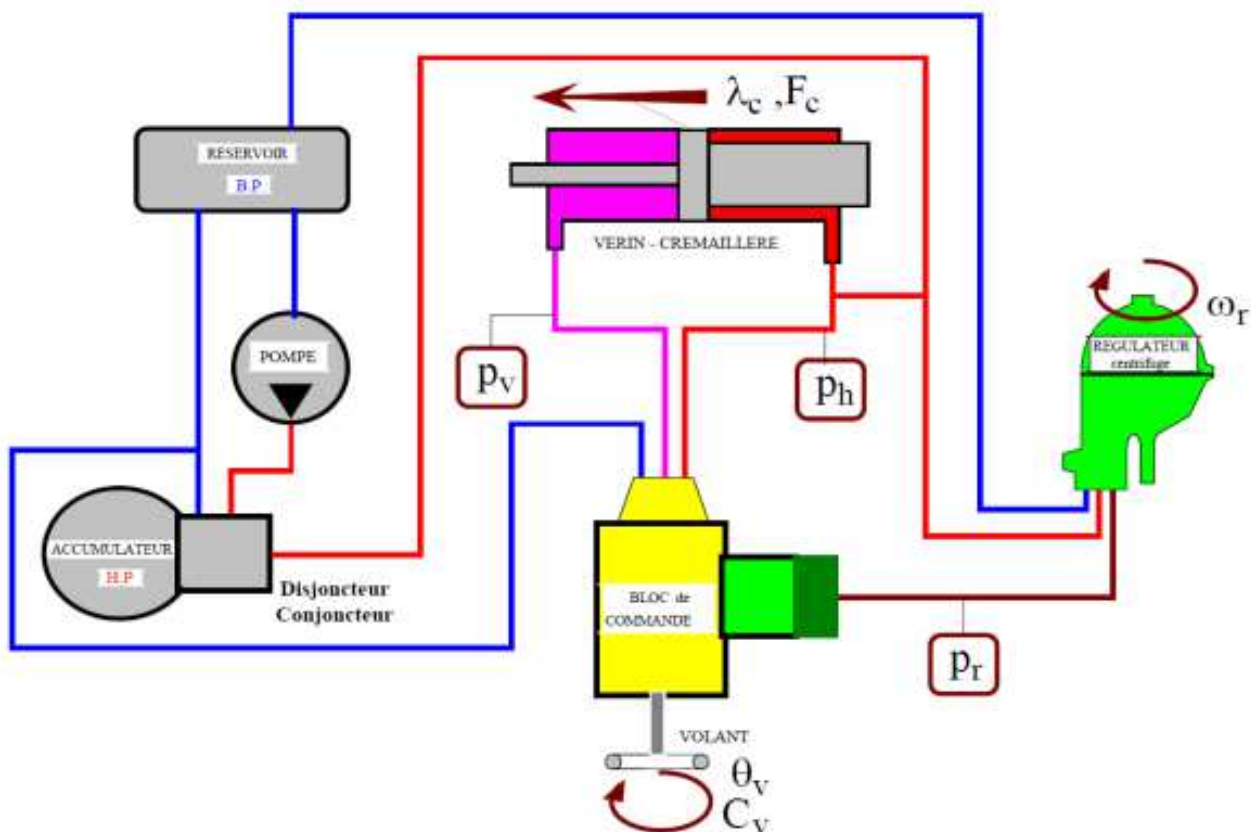 λc ,Fc
RÉSERVOIR
B.P
VERIN - CREMAILLERE
ωr
REGULATEUR
centrifuge
POMPE
pv
ph
ACCUMULATEUR
H.P
Disjoncteur
Conjoncteur
BLOC de
COMMANDE
pr
VOLANT
θv
Cv